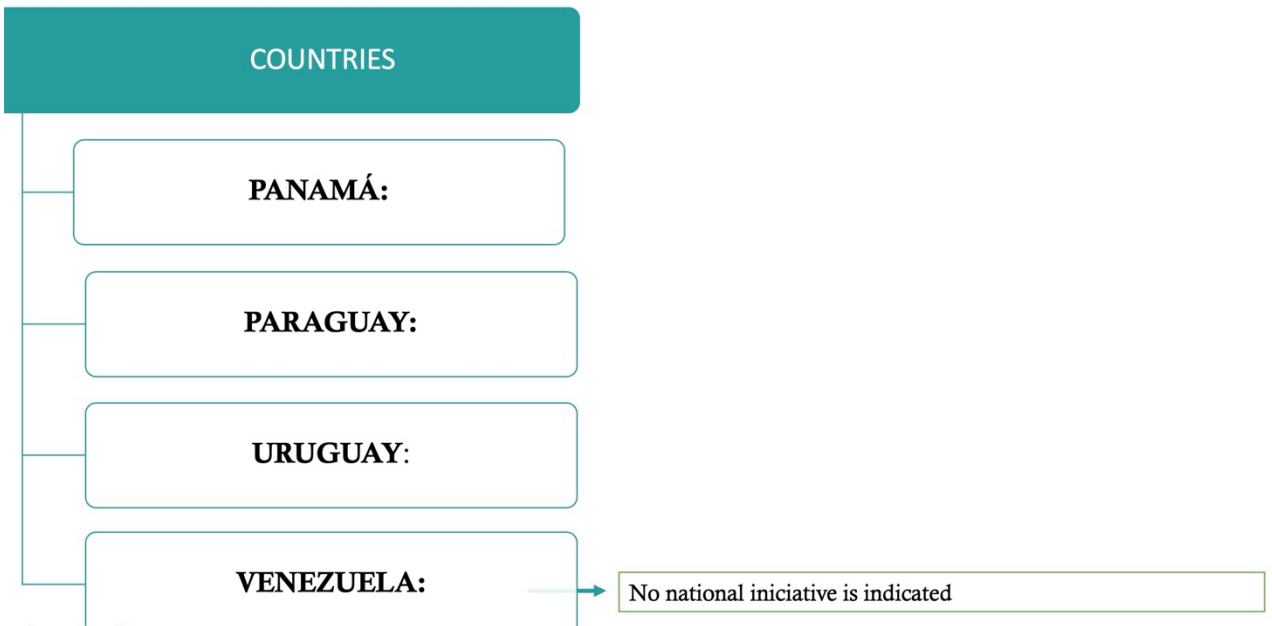 COUNTRIES
PANAMÁ:
PARAGUAY:
URUGUAY:
VENEZUELA:
No national iniciative is indicated